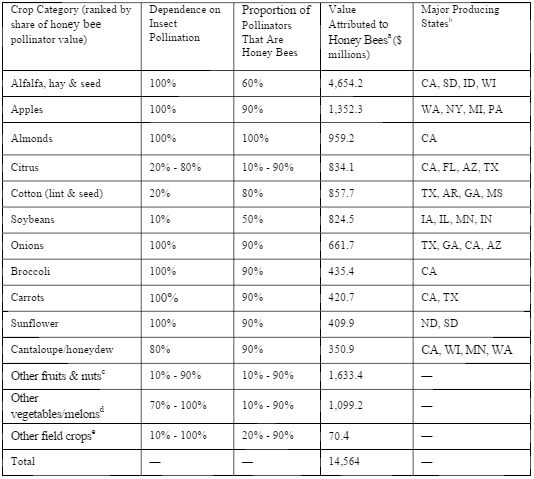 Crop Category (ranked by share of honey bee pollinator value) Dependence on Insect Pollination Proportion of Pollinators That Are Honey Bees Value Attributed to Honey Bees^a ($ millions) Major Producing States^b
Alfalfa, hay & seed 100% 60% 4,654.2 CA, SD, ID, WI
Apples 100% 90% 1,352.3 WA, NY, MI, PA
Almonds 100% 100% 959.2 CA
Citrus 20% - 80% 10% - 90% 834.1 CA, FL, AZ, TX
Cotton (lint & seed) 20% 80% 857.7 TX, AR, GA, MS
Soybeans 10% 50% 824.5 IA, IL, MN, IN
Onions 100% 90% 661.7 TX, GA, CA, AZ
Broccoli 100% 90% 435.4 CA
Carrots 100% 90% 420.7 CA, TX
Sunflower 100% 90% 409.9 ND, SD
Cantaloupe/honeydew 80% 90% 350.9 CA, WI, MN, WA
Other fruits & nuts^c 10% - 90% 10% - 90% 1,633.4 —
Other vegetables/melons^d 70% - 100% 10% - 90% 1,099.2 —
Other field crops^e 10% - 100% 20% - 90% 70.4 —
Total — — 14,564 —